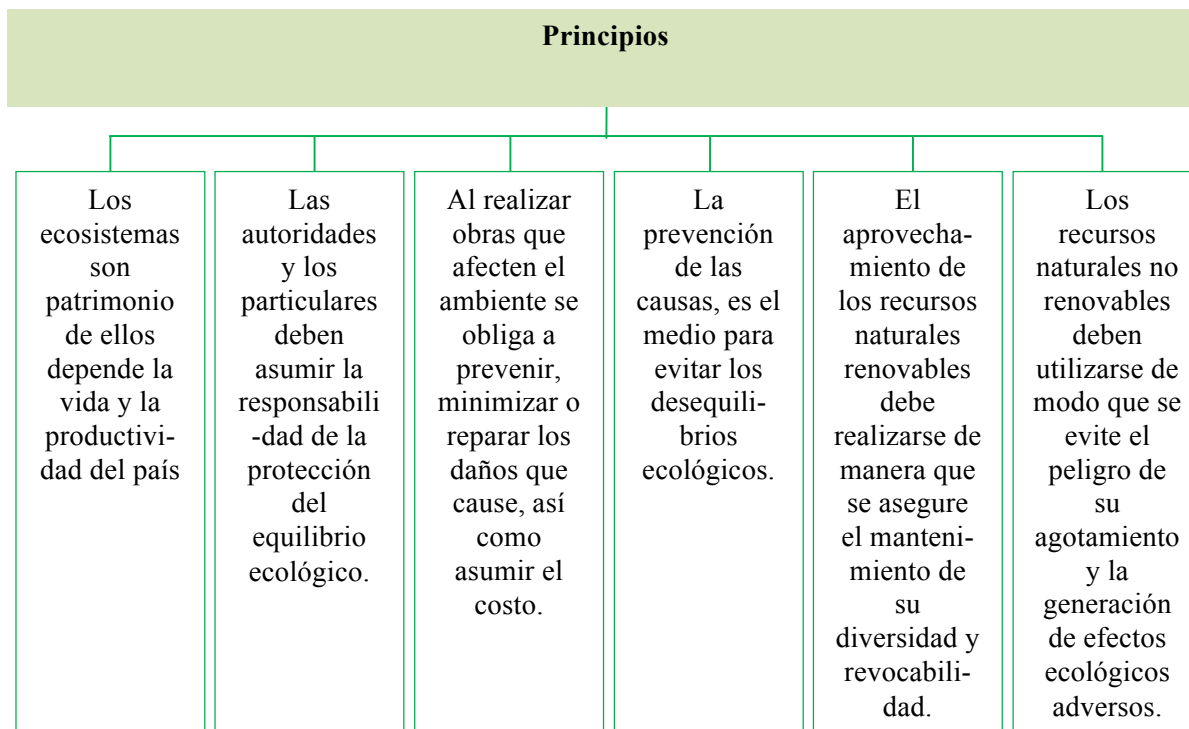 Principios
Los
ecosistemas
son
patrimonio
de ellos
depende la
vida y la
productivi-
dad del país
Las
autoridades
y los
particulares
deben
asumir la
responsabili
-dad de la
protección
del
equilibrio
ecológico.
Al realizar
obras que
afecten el
ambiente se
obliga a
prevenir,
minimizar o
reparar los
daños que
cause, así
como
asumir el
costo.
La
prevención
de las
causas, es el
medio para
evitar los
desequili-
brios
ecológicos.
El
aprovecha-
miento de
los recursos
naturales
renovables
debe
realizarse de
manera que
se asegure
el manteni-
miento de
su
diversidad y
revocabili-
dad.
Los
recursos
naturales no
renovables
deben
utilizarse de
modo que se
evite el
peligro de
su
agotamiento
y la
generación
de efectos
ecológicos
adversos.